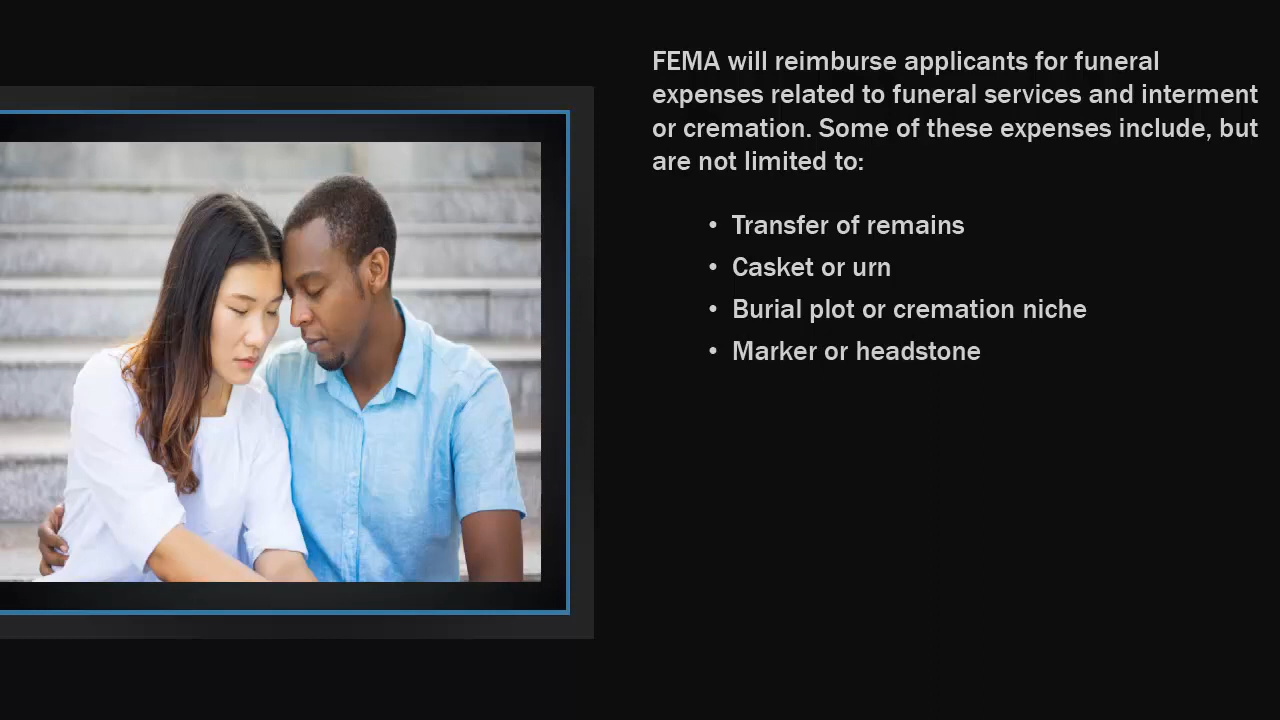 FEMA will reimburse applicants for funeral
expenses related to funeral services and interment
or cremation. Some of these expenses include, but
are not limited to:
• Transfer of remains
• Casket or urn
• Burial plot or cremation niche
• Marker or headstone